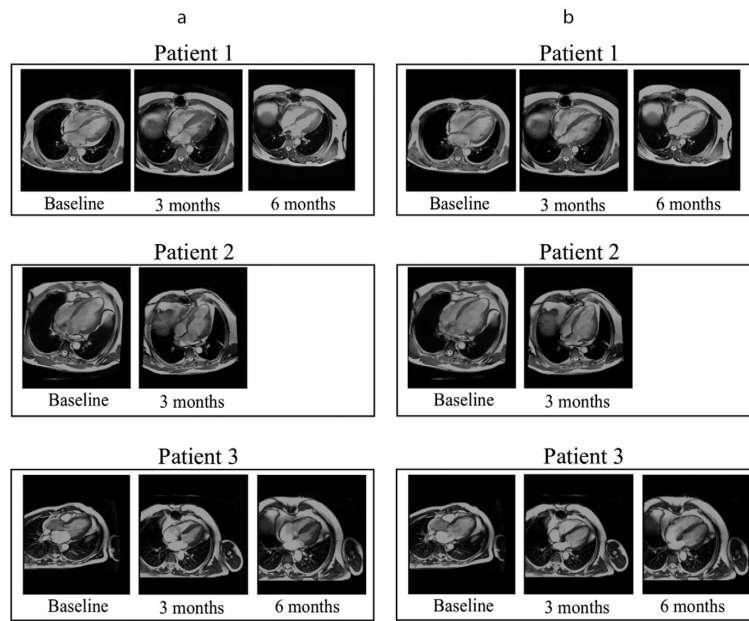 a
Patient 1
Baseline 3 months 6 months
Patient 2
Baseline 3 months
Patient 3
Baseline 3 months 6 months
b
Patient 1
Baseline 3 months 6 months
Patient 2
Baseline 3 months
Patient 3
Baseline 3 months 6 months